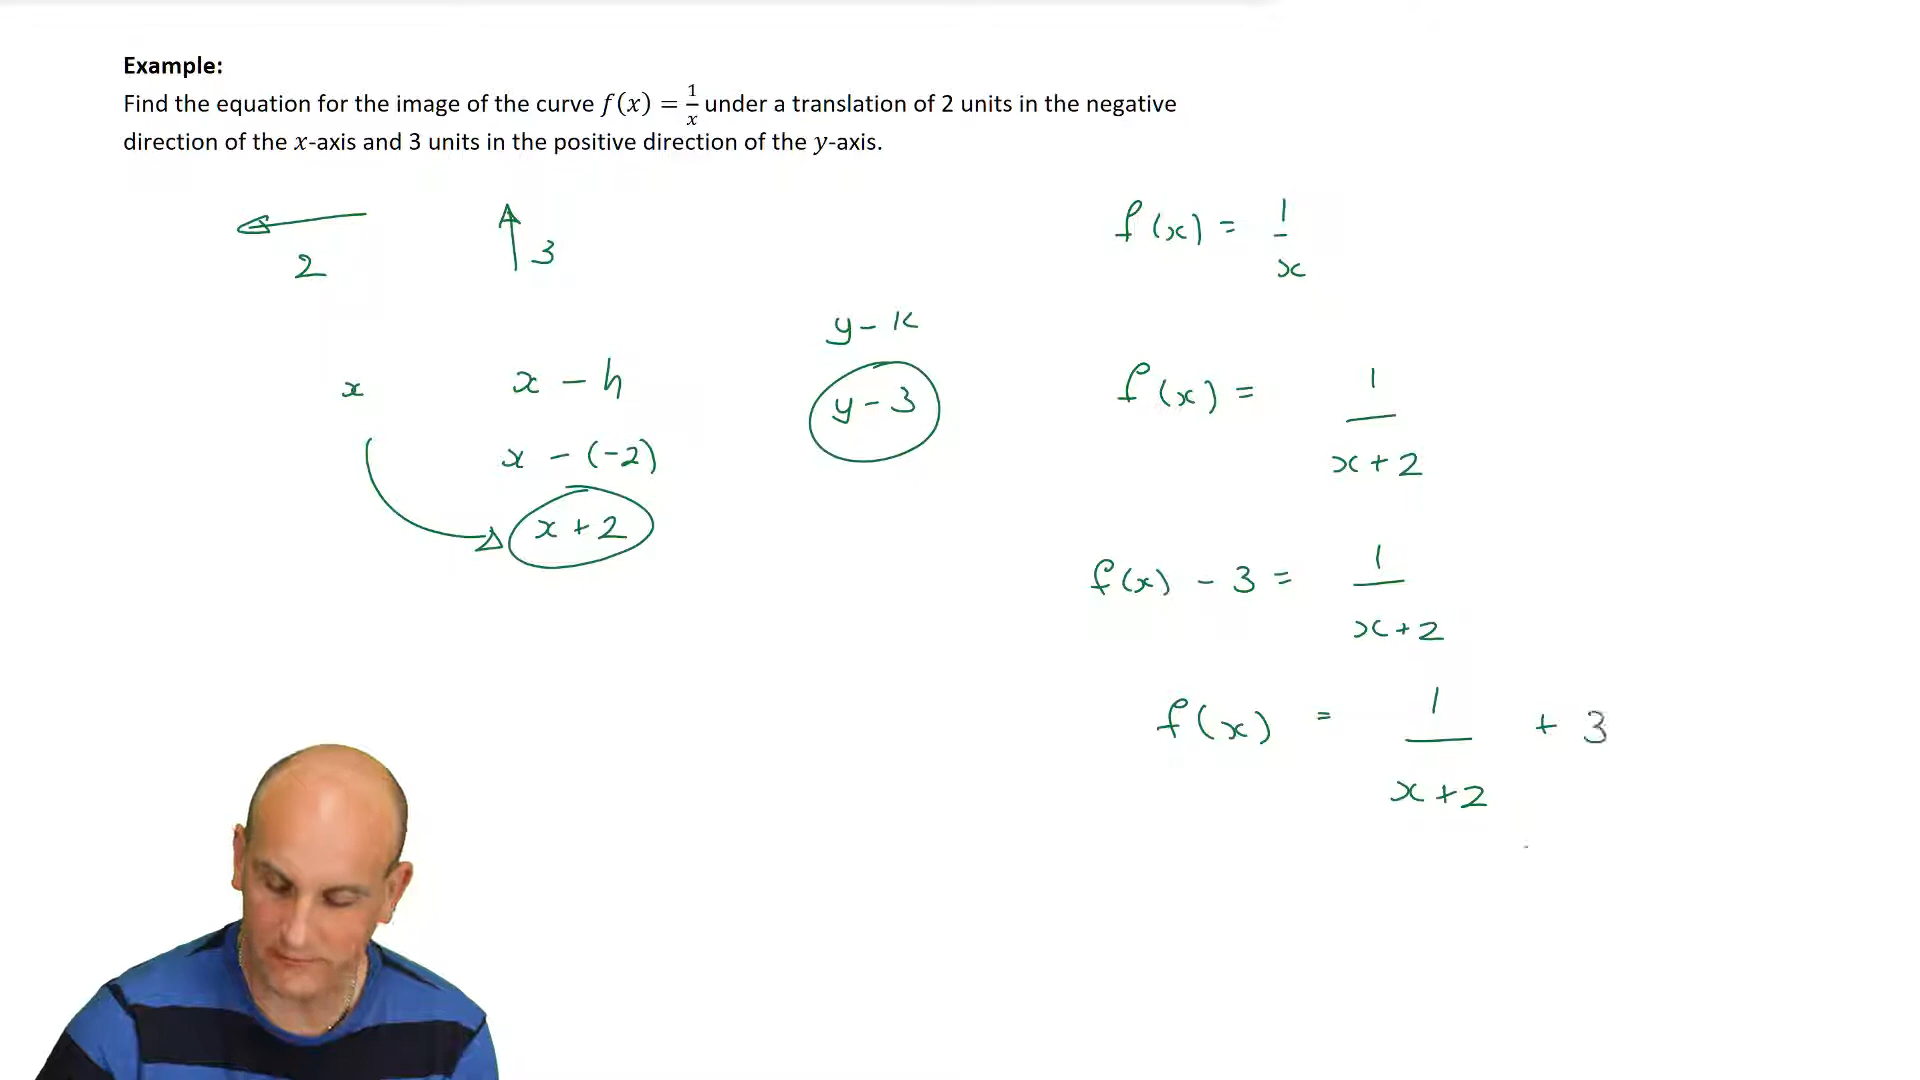 Example:
Find the equation for the image of the curve f(x) = 1/x under a translation of 2 units in the negative
direction of the x-axis and 3 units in the positive direction of the y-axis.
2
3
x
x - h
x - (-2)
x + 2
y - k
y - 3
f(x) = 1/x
f(x) = 1/(x+2)
f(x) - 3 = 1/(x+2)
f(x) = 1/(x+2) + 3